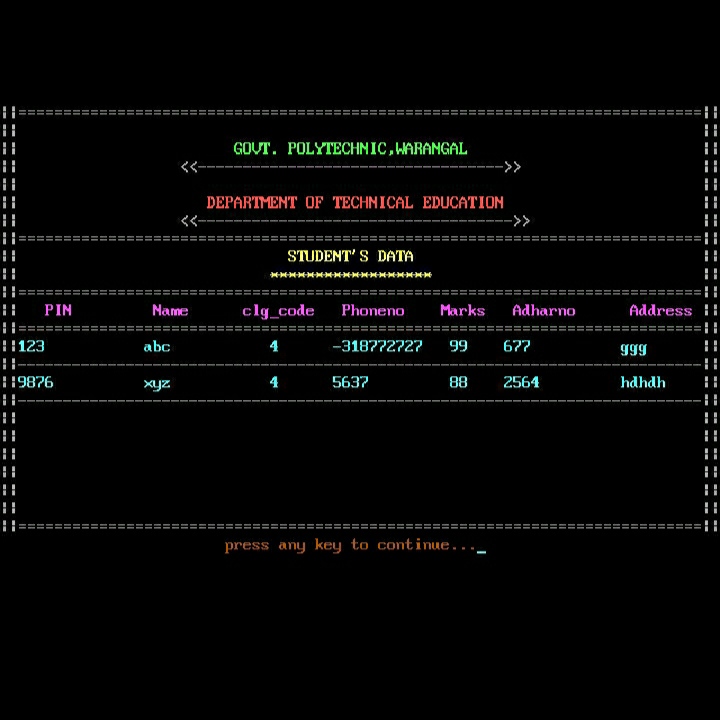 ==========================================================================
GOVT. POLYTECHNIC,WARANGAL
<<---------------------------------->>
DEPARTMENT OF TECHNICAL EDUCATION
<<----------------------------------->>
==========================================================================
STUDENT'S DATA
******************
==========================================================================
PIN Name clg_code Phoneno Marks Adharno Address
==========================================================================
123 abc 4 -318772727 99 677 ggg
--------------------------------------------------------------------------
9876 xyz 4 5637 88 2564 hdhdh
--------------------------------------------------------------------------
==========================================================================
press any key to continue..._